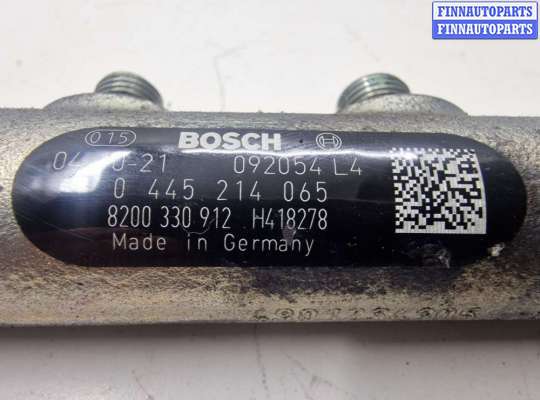 FINNAUTOPARTS
FINNAUTOPARTS
015 BOSCH
092054 L4
0 445 214 065
8200 330 912 H418278
Made in Germany